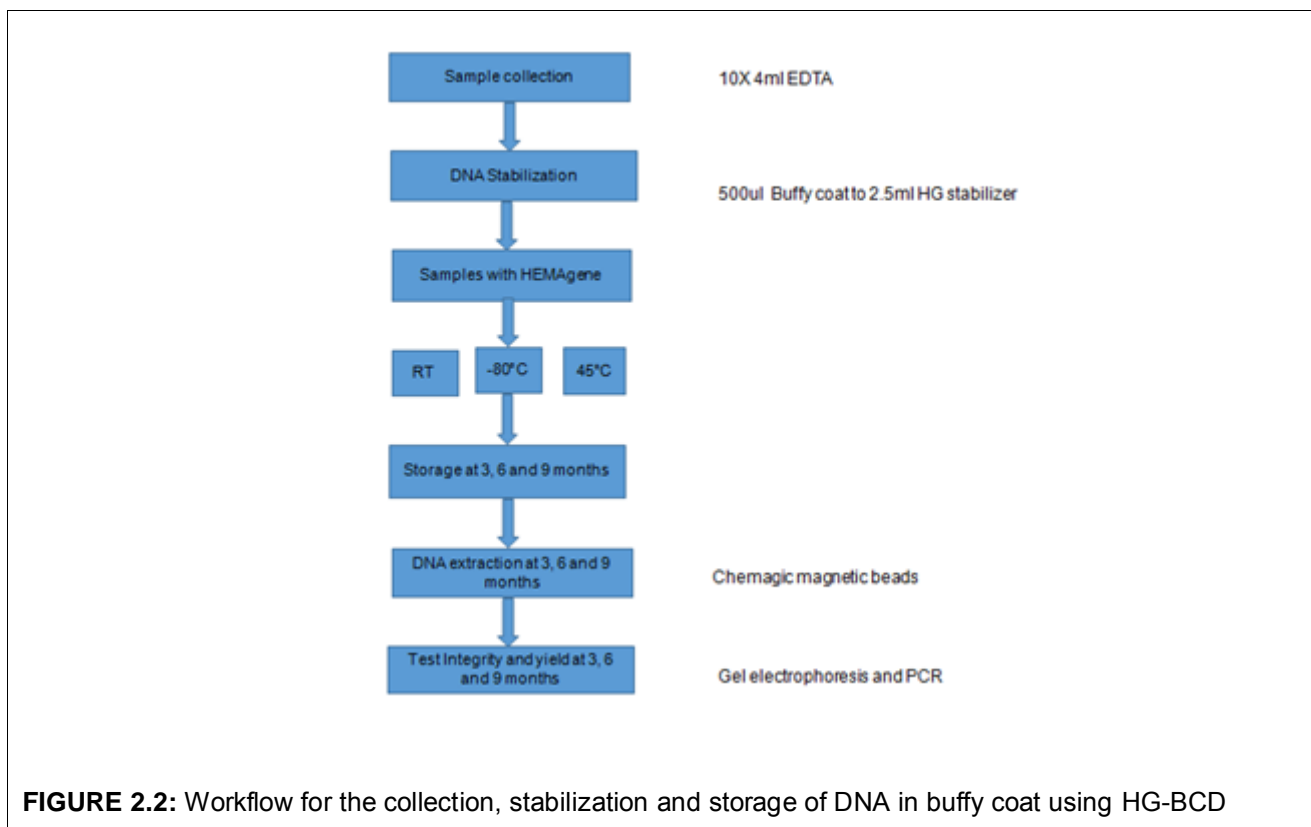 Sample collection
10X 4ml EDTA
DNA Stabilization
500ul Buffy coat to 2.5ml HG stabilizer
Samples with HEMAgene
RT
-80°C
45°C
Storage at 3, 6 and 9 months
DNA extraction at 3, 6 and 9
months
Chemagic magnetic beads
Test Integrity and yield at 3, 6
and 9 months
Gel electrophoresis and PCR
FIGURE 2.2: Workflow for the collection, stabilization and storage of DNA in buffy coat using HG-BCD